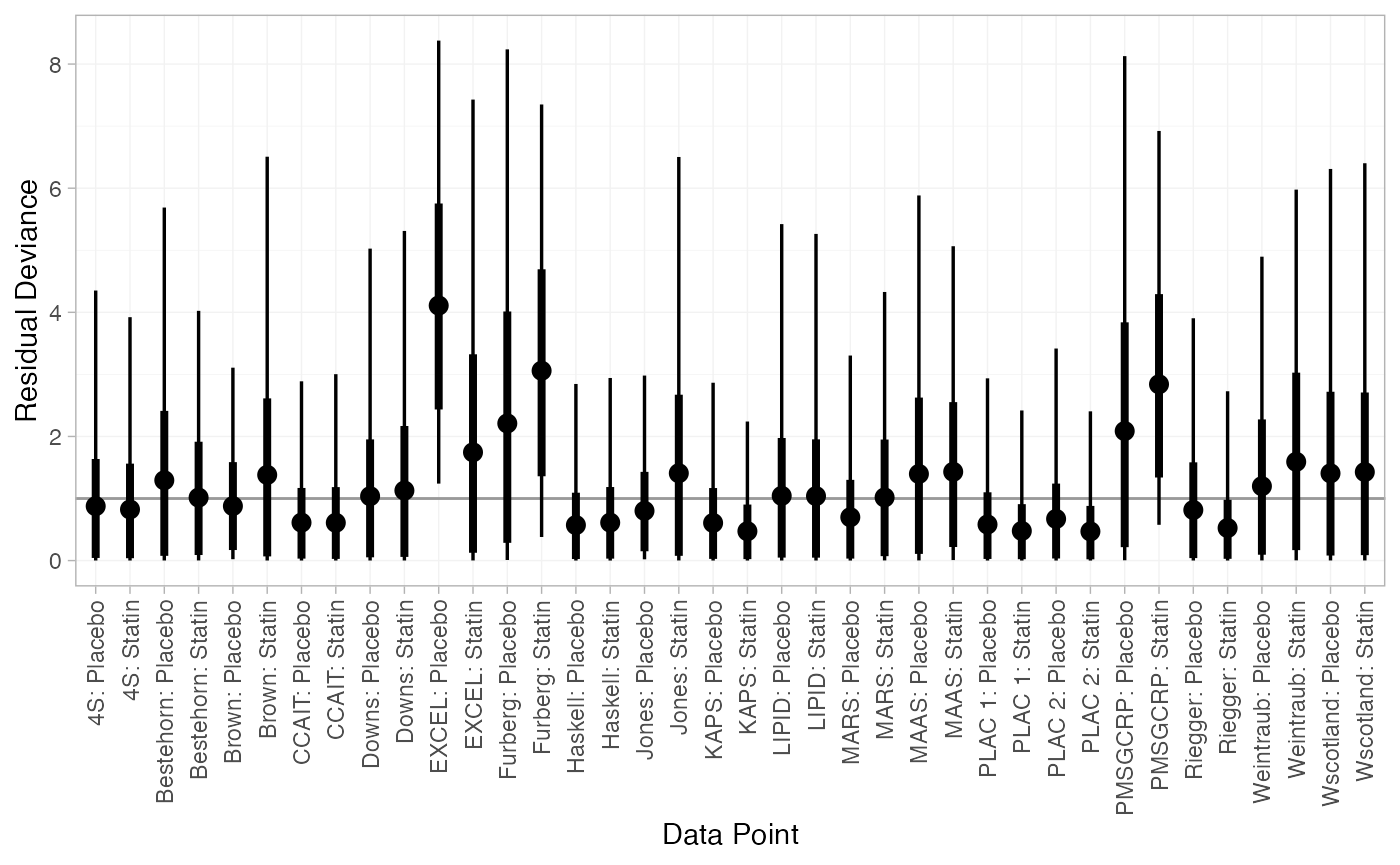 Residual Deviance
8
6
4
2
0
4S: Placebo
4S: Statin
Bestehorn: Placebo
Bestehorn: Statin
Brown: Placebo
Brown: Statin
CCAIT: Placebo
CCAIT: Statin
Downs: Placebo
Downs: Statin
EXCEL: Placebo
EXCEL: Statin
Furberg: Placebo
Furberg: Statin
Haskell: Placebo
Haskell: Statin
Jones: Placebo
Jones: Statin
KAPS: Placebo
KAPS: Statin
LIPID: Placebo
LIPID: Statin
MARS: Placebo
MARS: Statin
MAAS: Placebo
MAAS: Statin
PLAC 1: Placebo
PLAC 1: Statin
PLAC 2: Placebo
PLAC 2: Statin
PMSGCRP: Placebo
PMSGCRP: Statin
Riegger: Placebo
Riegger: Statin
Weintraub: Placebo
Weintraub: Statin
Wscotland: Placebo
Wscotland: Statin
Data Point